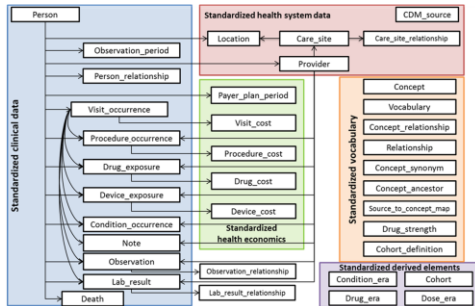 Person
Standardized health system data
CDM_source
Location
Care_site
Care_site_relationship
Observation_period
Provider
Person_relationship
Standardized clinical data
Visit_occurrence
Payer_plan_period
Visit_cost
Procedure_occurrence
Procedure_cost
Drug_exposure
Drug_cost
Device_exposure
Device_cost
Condition_occurrence
Standardized
health economics
Note
Observation
Observation_relationship
Lab_result
Lab_result_relationship
Death
Standardized vocabulary
Concept
Vocabulary
Concept_relationship
Relationship
Concept_synonym
Concept_ancestor
Source_to_concept_map
Drug_strength
Cohort_definition
Standardized derived elements
Condition_era
Cohort
Drug_era
Dose_era